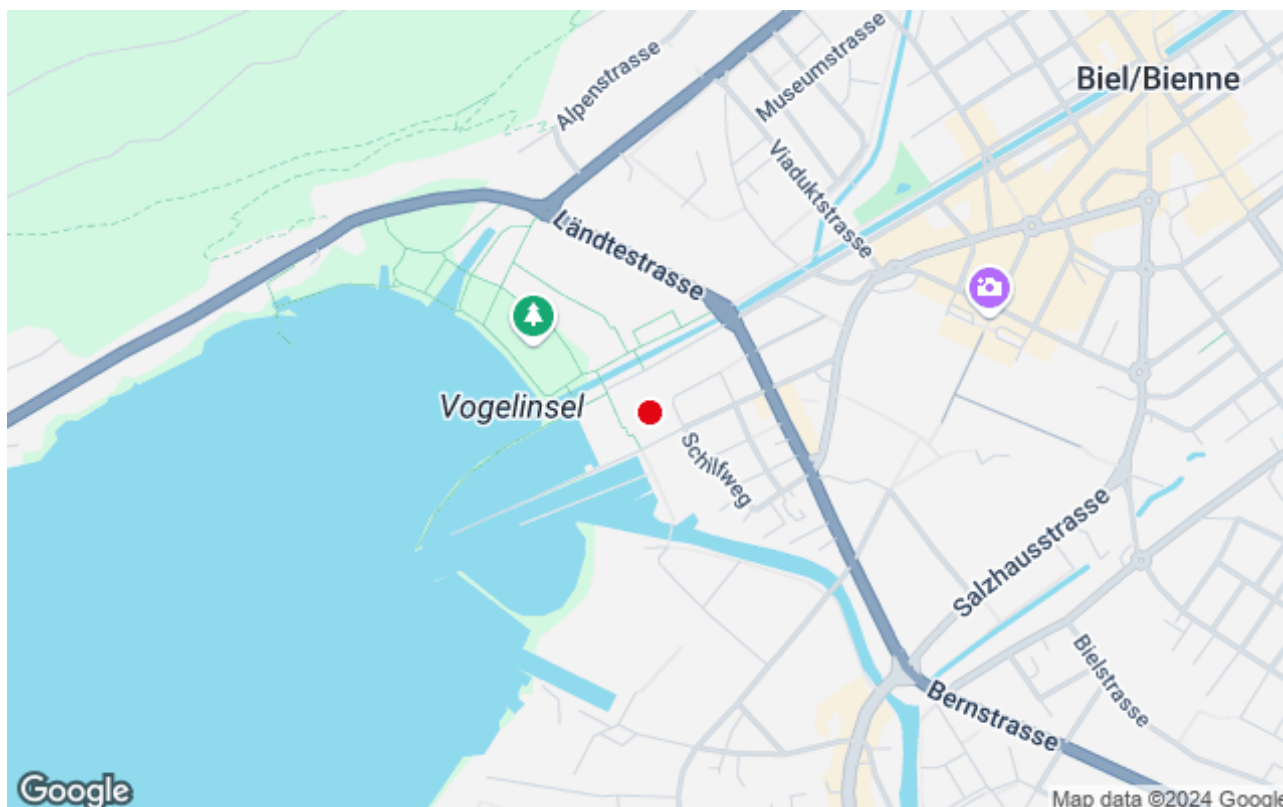 Alpenstrasse
Museumstrasse
Biel/Bienne
Viaduktstrasse
Ländtestrasse
Vogelinsel
Schilfweg
Salzhausstrasse
Bielstrasse
Bernstrasse
Google
Map data ©2024 Google